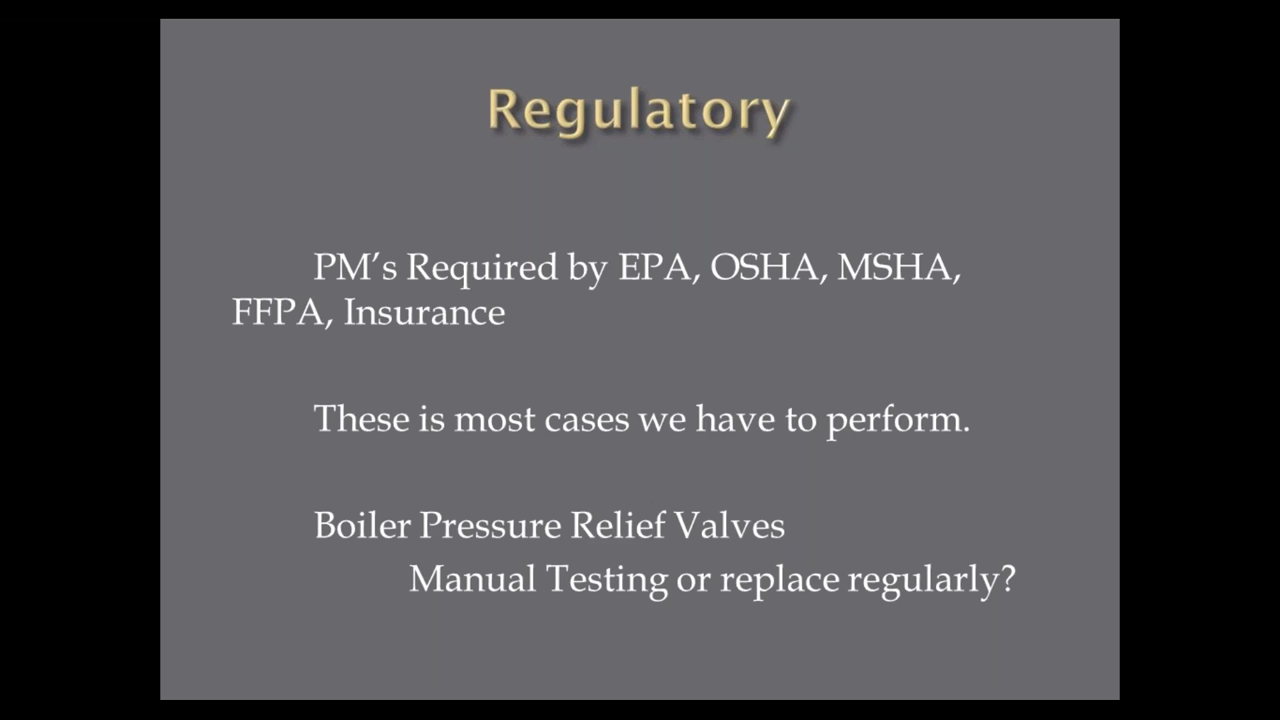 Regulatory
PM’s Required by EPA, OSHA, MSHA,
FFPA, Insurance
These is most cases we have to perform.
Boiler Pressure Relief Valves
Manual Testing or replace regularly?